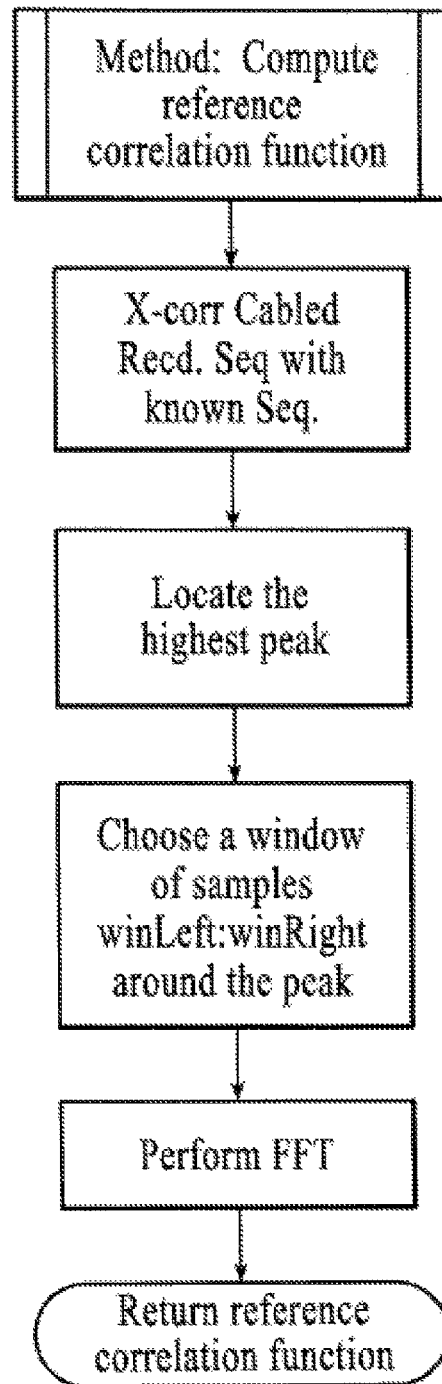 Method: Compute
reference
correlation function
X-corr Cabled
Recd. Seq with
known Seq.
Locate the
highest peak
Choose a window
of samples
winLeft:winRight
around the peak
Perform FFT
Return reference
correlation function